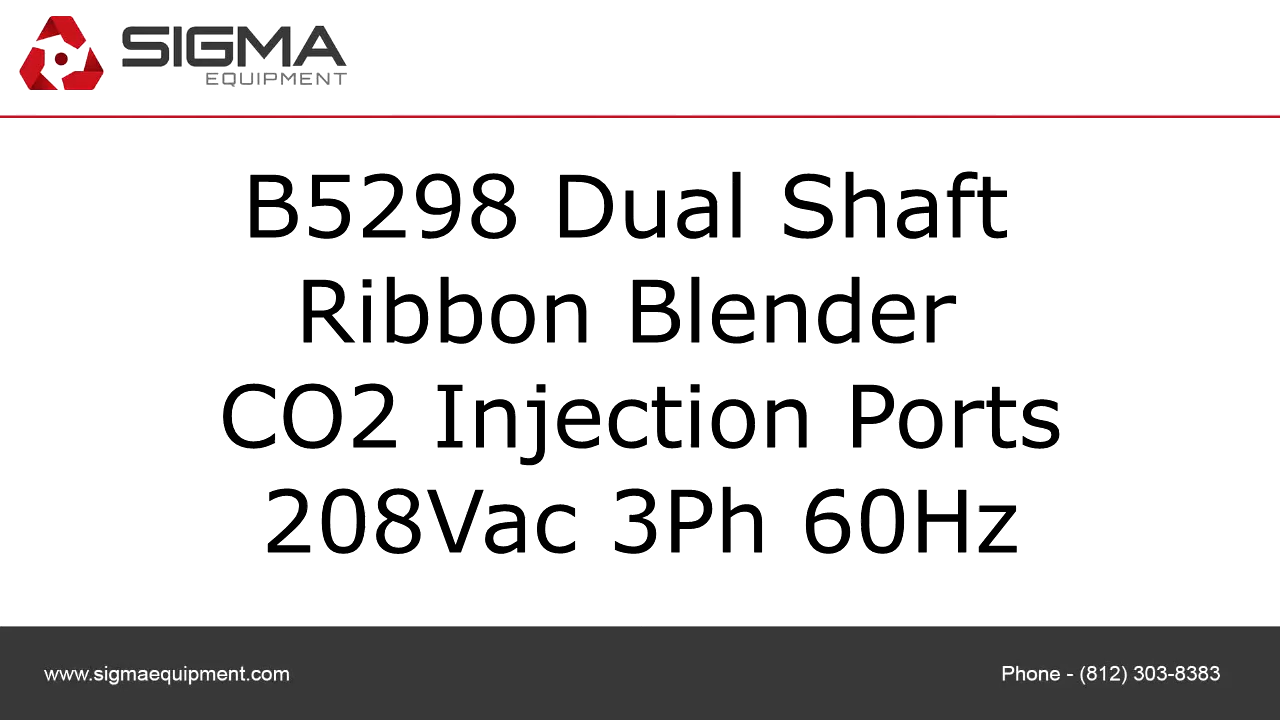 SIGMA
EQUIPMENT
B5298 Dual Shaft
Ribbon Blender
CO2 Injection Ports
208Vac 3Ph 60Hz
www.sigmaequipment.com
Phone - (812) 303-8383